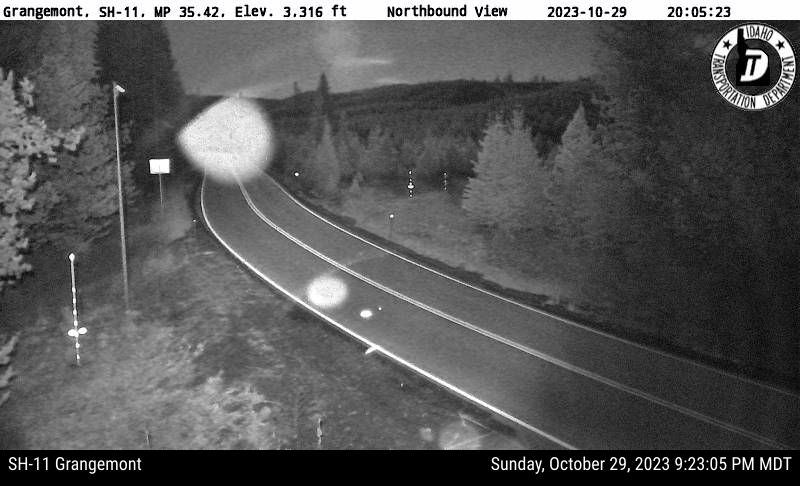 Grangemont, SH-11, MP 35.42, Elev. 3,316 ft Northbound View 2023-10-29 20:05:23
IDAHO
TRANSPORTATION DEPARTMENT
SH-11 Grangemont Sunday, October 29, 2023 9:23:05 PM MDT